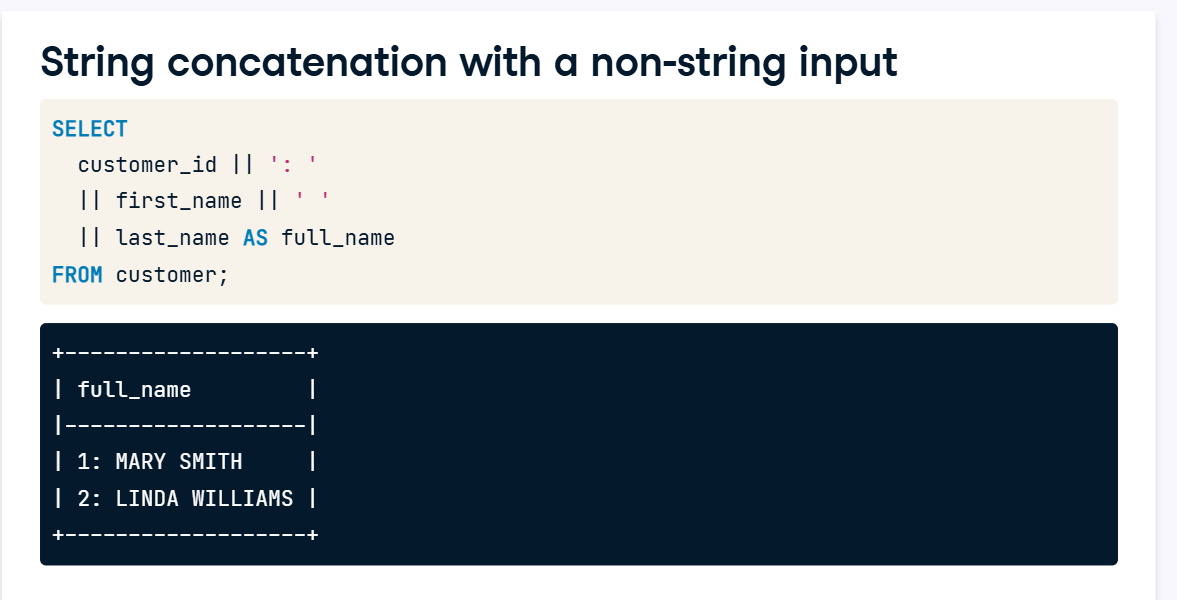 String concatenation with a non-string input
SELECT
  customer_id || ': '
  || first_name || ' '
  || last_name AS full_name
FROM customer;
+-------------------+
| full_name         |
|-------------------|
| 1: MARY SMITH     |
| 2: LINDA WILLIAMS |
+-------------------+